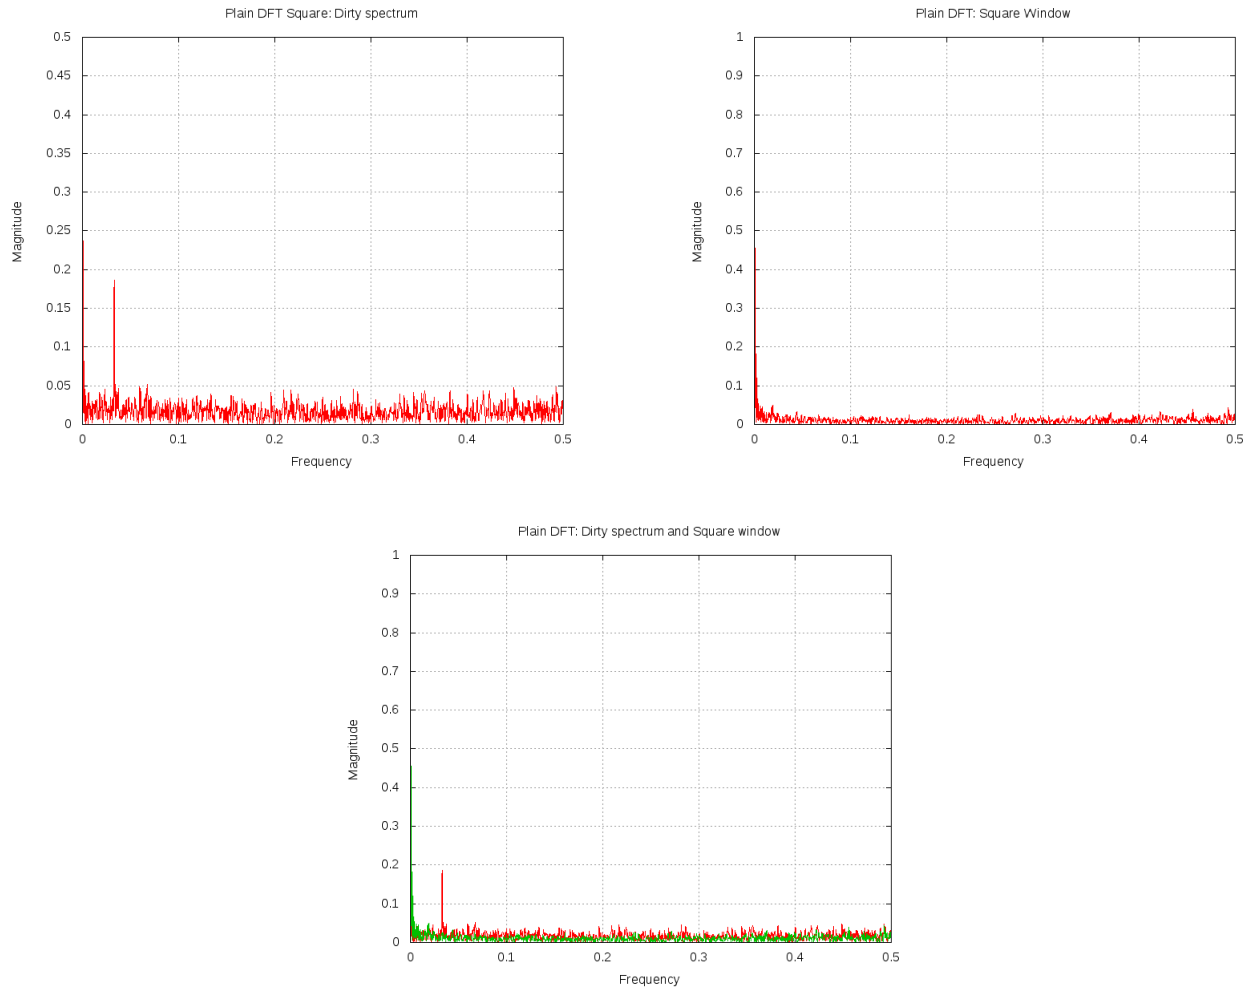 Plain DFT Square: Dirty spectrum
0.5
0.45
0.4
0.35
0.3
0.25
0.2
0.15
0.1
0.05
0
Magnitude
0 0.1 0.2 0.3 0.4 0.5
Frequency
Plain DFT: Square Window
1
0.9
0.8
0.7
0.6
0.5
0.4
0.3
0.2
0.1
0
Magnitude
0 0.1 0.2 0.3 0.4 0.5
Frequency
Plain DFT: Dirty spectrum and Square window
1
0.9
0.8
0.7
0.6
0.5
0.4
0.3
0.2
0.1
0
Magnitude
0 0.1 0.2 0.3 0.4 0.5
Frequency